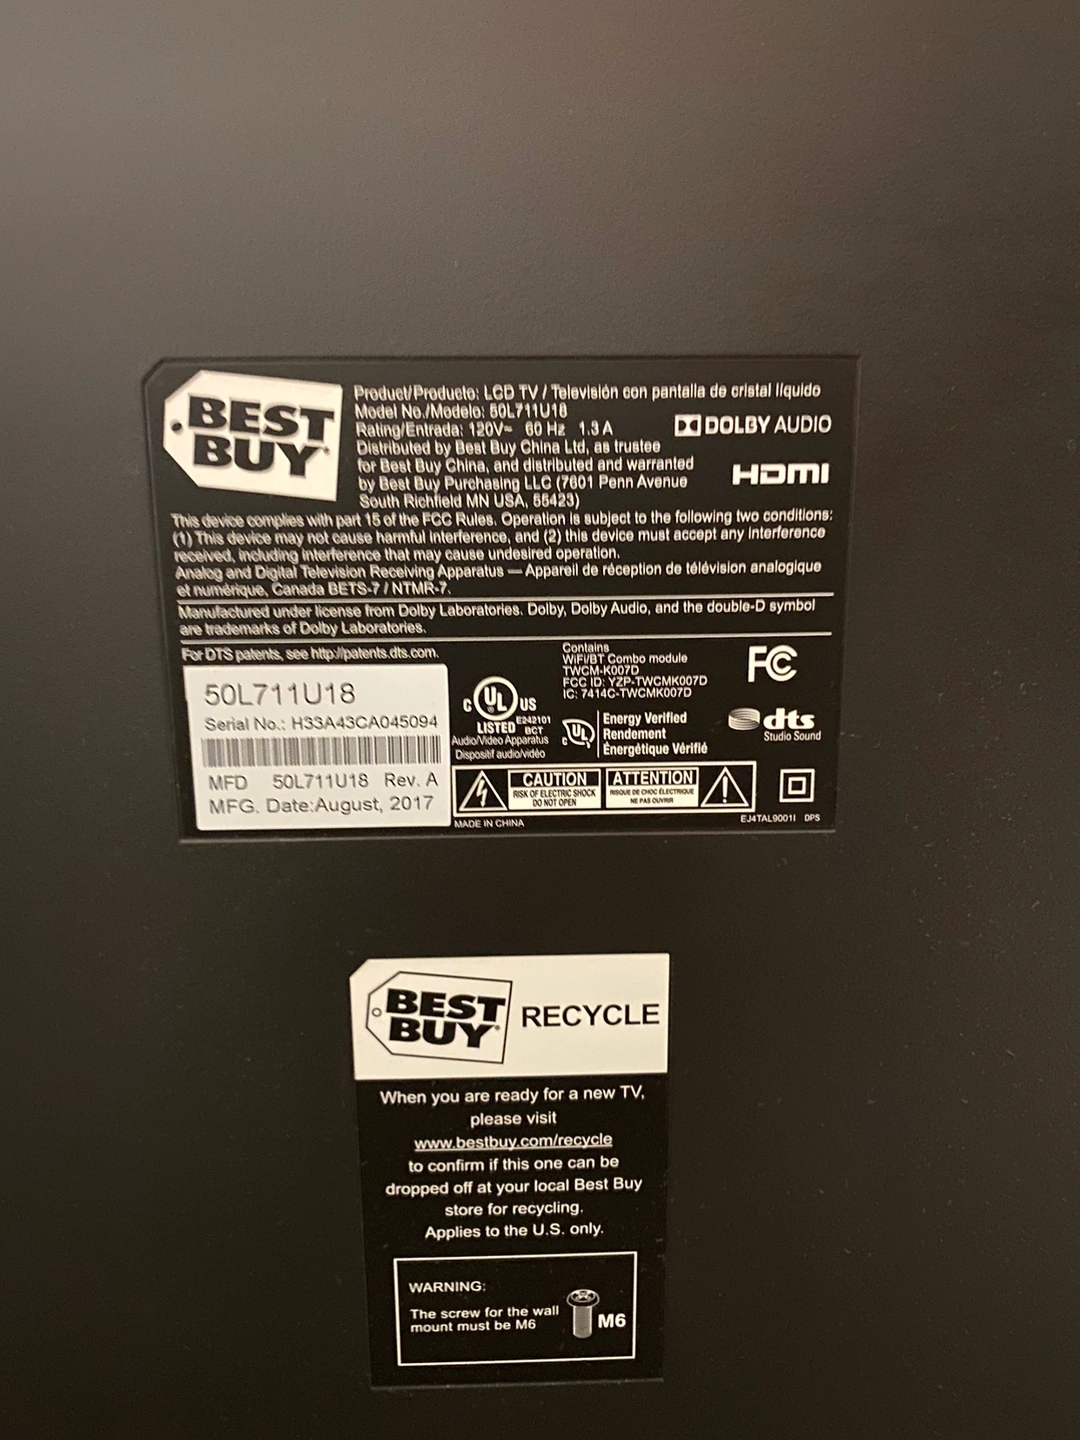 BEST
BUY
Product/Producto: LCD TV / Televisión con pantalla de cristal líquido
Model No./Modelo: 50L711U18
Rating/Entrada: 120V~ 60 Hz 1.3 A
DOLBY AUDIO
Distributed by Best Buy China Ltd, as trustee
for Best Buy China, and distributed and warranted
by Best Buy Purchasing LLC (7601 Penn Avenue
South Richfield MN USA, 55423)
HDMI
This device complies with part 15 of the FCC Rules. Operation is subject to the following two conditions:
(1) This device may not cause harmful interference, and (2) this device must accept any interference
received, including interference that may cause undesired operation.
Analog and Digital Television Receiving Apparatus — Appareil de réception de télévision analogique
et numérique, Canada BETS-7 / NTMR-7.
Manufactured under license from Dolby Laboratories. Dolby, Dolby Audio, and the double-D symbol
are trademarks of Dolby Laboratories.
For DTS patents, see http://patents.dts.com.
50L711U18
Serial No.: H33A43CA045094
MFD 50L711U18 Rev. A
MFG. Date:August, 2017
C UL US
LISTED E242101
BCT
Audio/Video Apparatus
Dispositif audio/vidéo
Contains
WiFi/BT Combo module
TWCM-K007D
FCC ID: YZP-TWCMK007D
IC: 7414C-TWCMK007D
FC
C UL
Energy Verified
Rendement
Énergétique Vérifié
dts
Studio Sound
CAUTION
RISK OF ELECTRIC SHOCK
DO NOT OPEN
ATTENTION
RISQUE DE CHOC ÉLECTRIQUE
NE PAS OUVRIR
MADE IN CHINA
EJ4TAL9001I DPS
BEST
BUY
RECYCLE
When you are ready for a new TV,
please visit
www.bestbuy.com/recycle
to confirm if this one can be
dropped off at your local Best Buy
store for recycling.
Applies to the U.S. only.
WARNING:
The screw for the wall
mount must be M6
M6